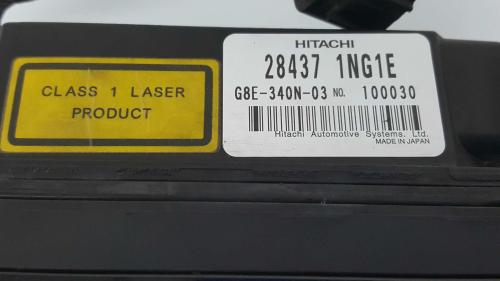 CLASS 1 LASER
PRODUCT
HITACHI
28437 1NG1E
G8E-340N-03 NO. 100030
Hitachi Automotive Systems, Ltd.
MADE IN JAPAN